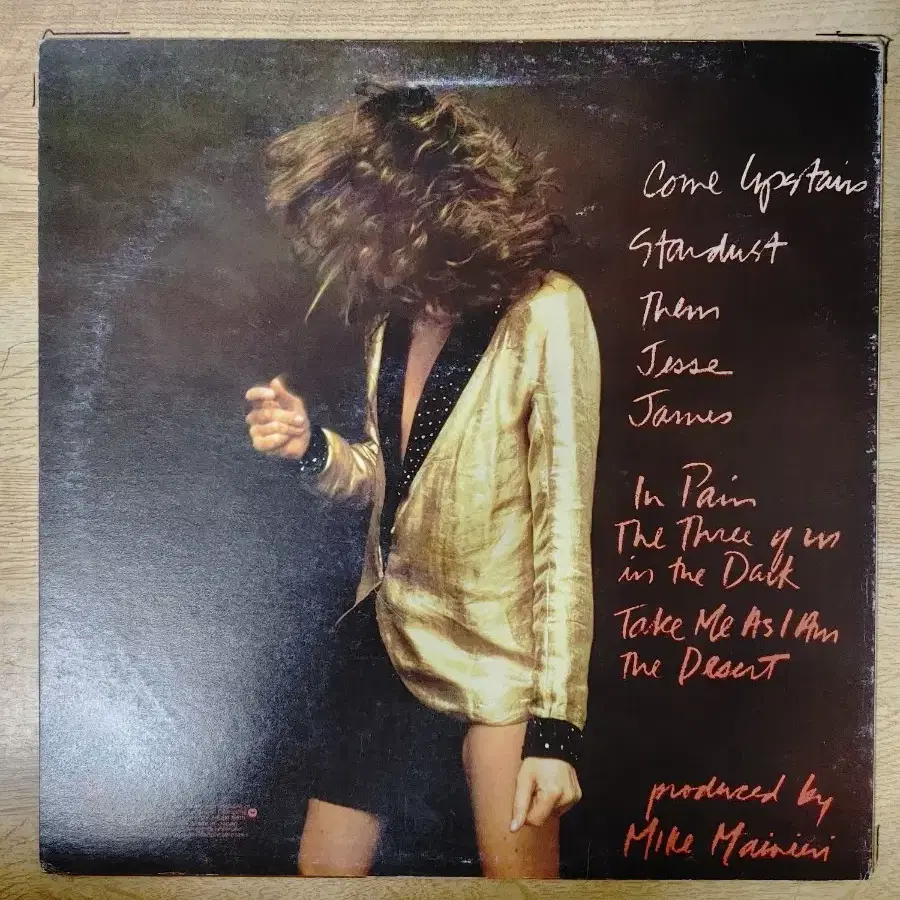 Come Upstairs
Stardust
Them
Jesse
James
In Pain
The Three of us
in the Dark
Take Me As I Am
The Desert
produced by
Mike Mainieri